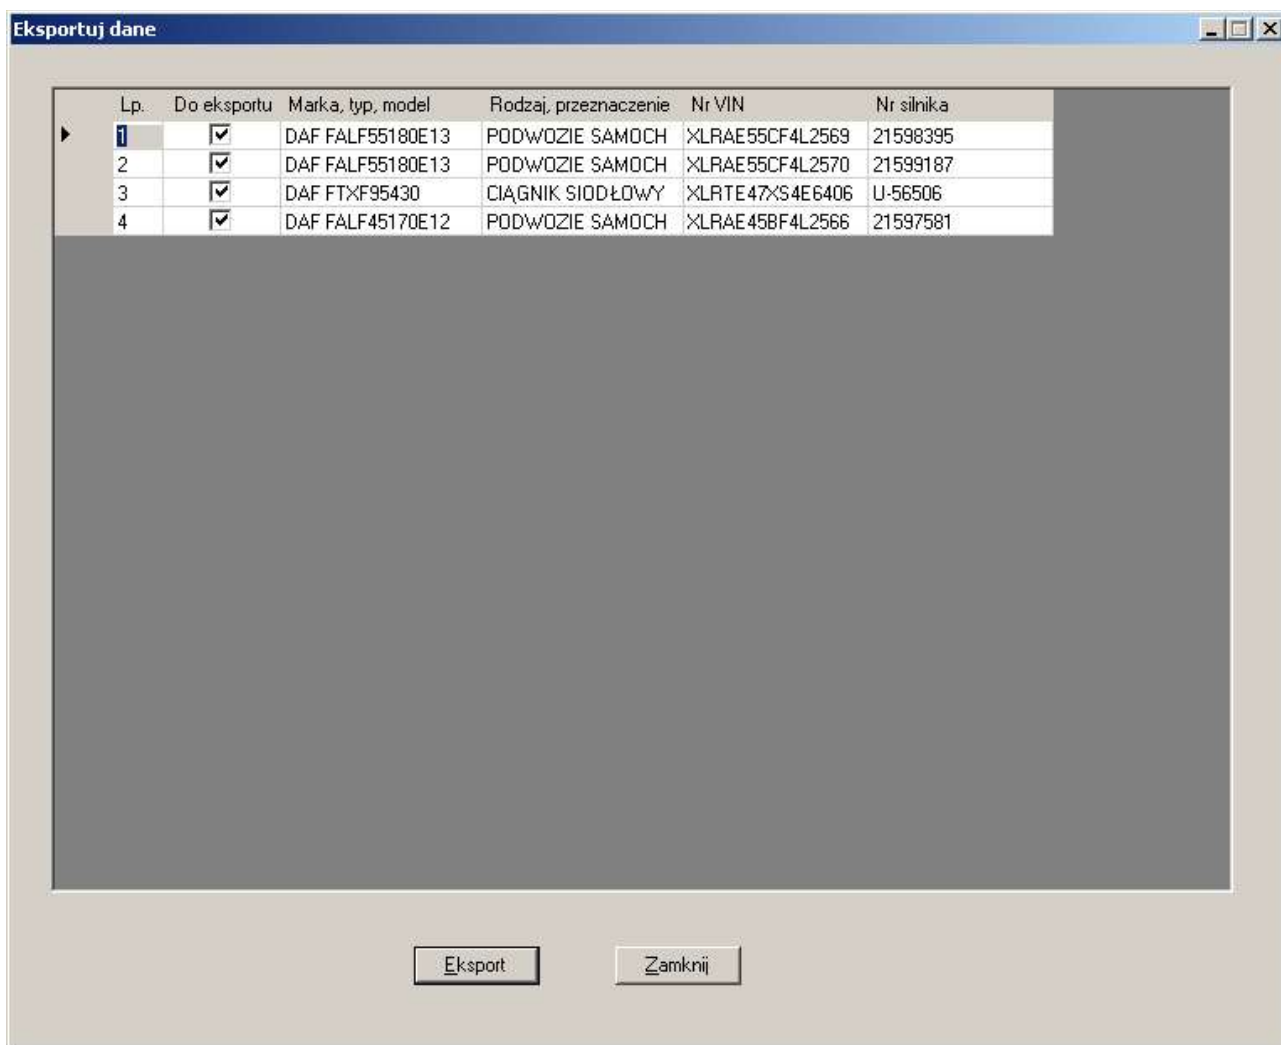 Eksportuj dane
Lp. Do eksportu Marka, typ, model Rodzaj, przeznaczenie Nr VIN Nr silnika
1 DAF FALF55180E13 PODWOZIE SAMOCH XLRAE55CF4L2569 21598395
2 DAF FALF55180E13 PODWOZIE SAMOCH XLRAE55CF4L2570 21599187
3 DAF FTXF95430 CIĄGNIK SIODŁOWY XLRTE47XS4E6406 U-56506
4 DAF FALF45170E12 PODWOZIE SAMOCH XLRAE45BF4L2566 21597581
Eksport Zamknij